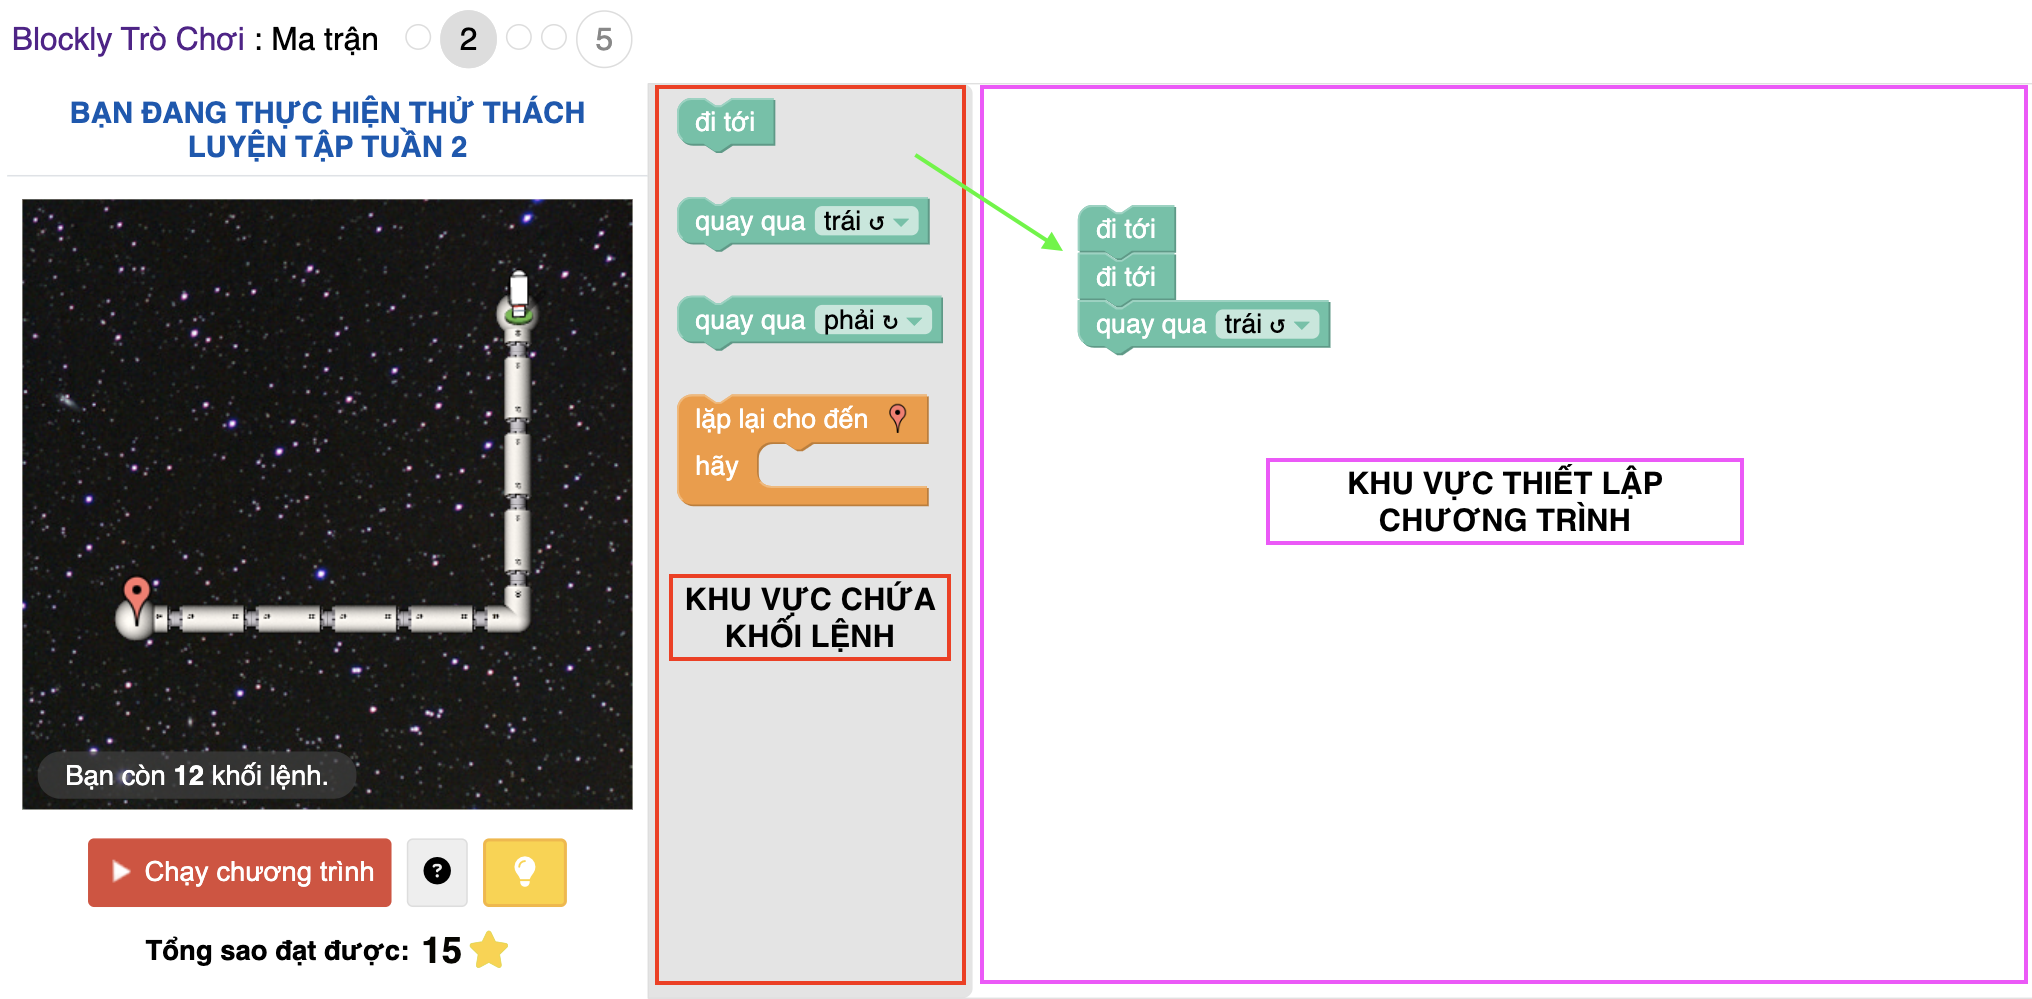 Blockly Trò Chơi : Ma trận 2 5
BẠN ĐANG THỰC HIỆN THỬ THÁCH
LUYỆN TẬP TUẦN 2
Bạn còn 12 khối lệnh.
Chạy chương trình ?
Tổng sao đạt được: 15
đi tới
quay qua trái ↺
quay qua phải ↻
lặp lại cho đến
hãy
KHU VỰC CHỨA
KHỐI LỆNH
đi tới
đi tới
quay qua trái ↺
KHU VỰC THIẾT LẬP
CHƯƠNG TRÌNH